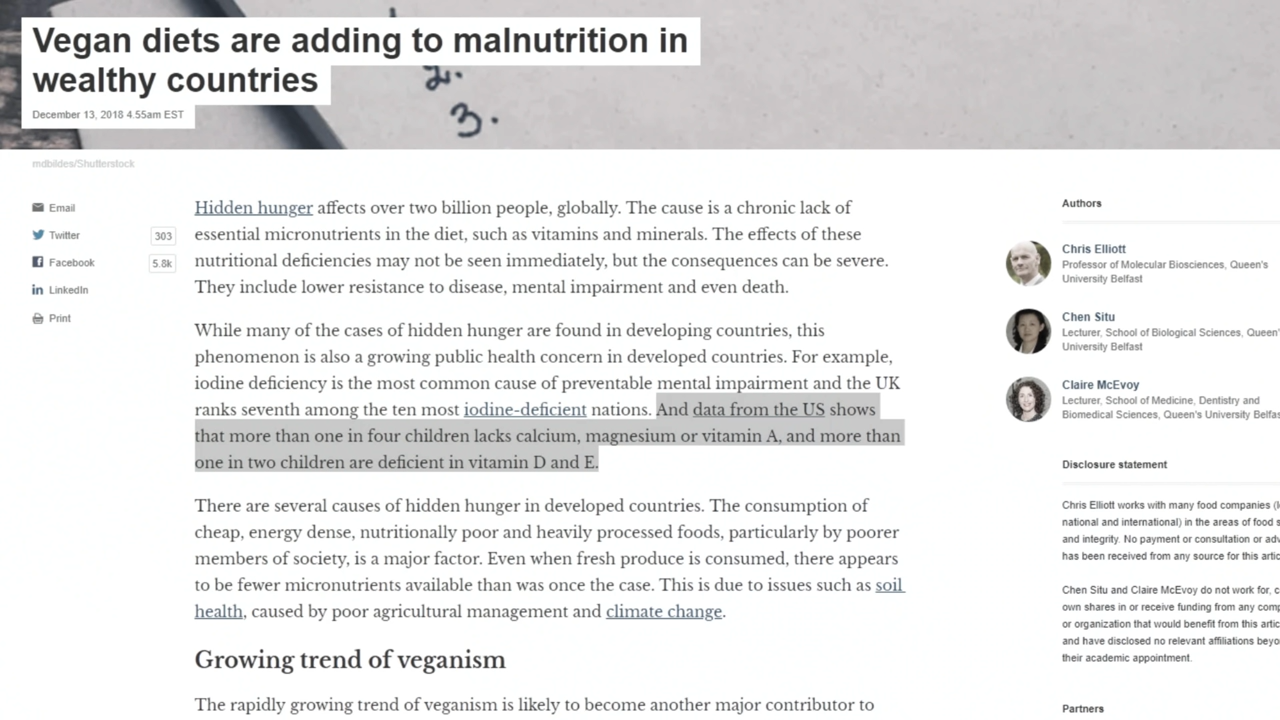 Vegan diets are adding to malnutrition in
wealthy countries
December 13, 2018 4.55am EST
2.
3.
mdbildes/Shutterstock
Email
Twitter 303
Facebook 5.8k
LinkedIn
Print
Hidden hunger affects over two billion people, globally. The cause is a chronic lack of
essential micronutrients in the diet, such as vitamins and minerals. The effects of these
nutritional deficiencies may not be seen immediately, but the consequences can be severe.
They include lower resistance to disease, mental impairment and even death.
While many of the cases of hidden hunger are found in developing countries, this
phenomenon is also a growing public health concern in developed countries. For example,
iodine deficiency is the most common cause of preventable mental impairment and the UK
ranks seventh among the ten most iodine-deficient nations. And data from the US shows
that more than one in four children lacks calcium, magnesium or vitamin A, and more than
one in two children are deficient in vitamin D and E.
There are several causes of hidden hunger in developed countries. The consumption of
cheap, energy dense, nutritionally poor and heavily processed foods, particularly by poorer
members of society, is a major factor. Even when fresh produce is consumed, there appears
to be fewer micronutrients available than was once the case. This is due to issues such as soil
health, caused by poor agricultural management and climate change.
Growing trend of veganism
The rapidly growing trend of veganism is likely to become another major contributor to
Authors
Chris Elliott
Professor of Molecular Biosciences, Queen's
University Belfast
Chen Situ
Lecturer, School of Biological Sciences, Queen'
University Belfast
Claire McEvoy
Lecturer, School of Medicine, Dentistry and
Biomedical Sciences, Queen's University Belfas
Disclosure statement
Chris Elliott works with many food companies (
national and international) in the areas of food s
and integrity. No payment or consultation or adv
has been received from any source for this artic
Chen Situ and Claire McEvoy do not work for, c
own shares in or receive funding from any comp
or organization that would benefit from this artic
and have disclosed no relevant affiliations beyo
their academic appointment.
Partners